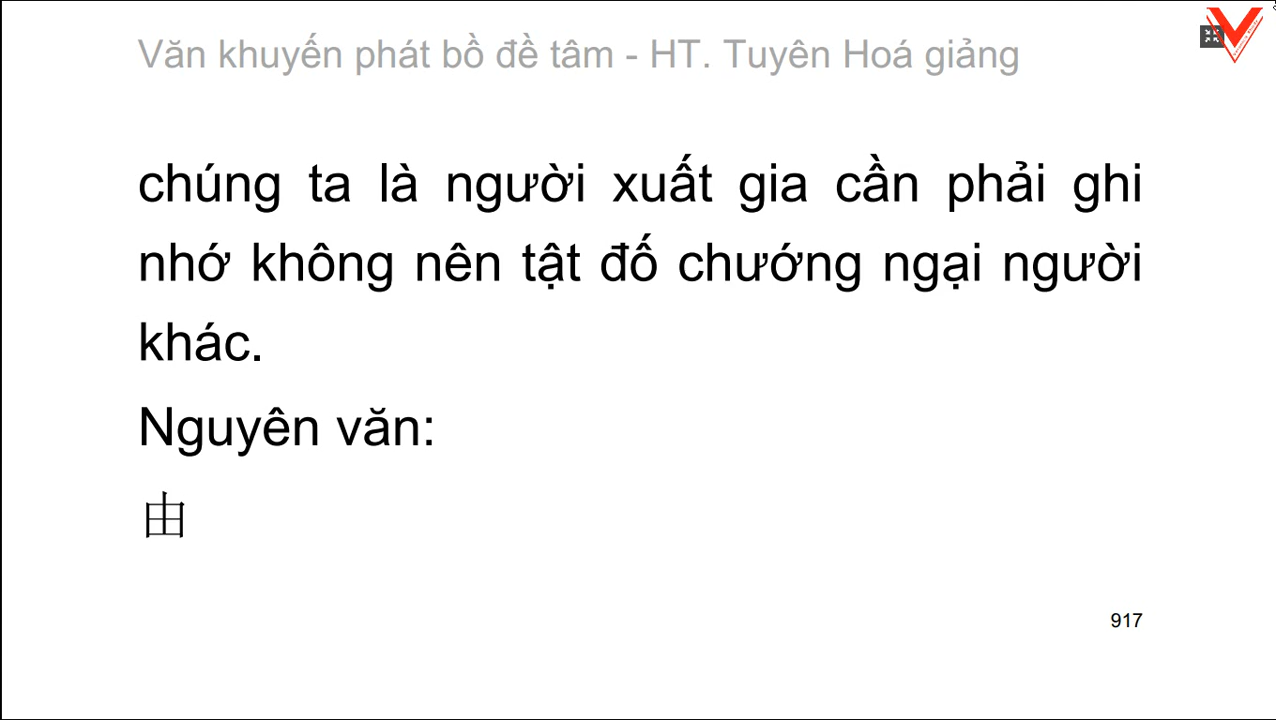 Văn khuyến phát bồ đề tâm - HT. Tuyên Hoá giảng
chúng ta là người xuất gia cần phải ghi
nhớ không nên tật đố chướng ngại người
khác.
Nguyên văn:
由
917